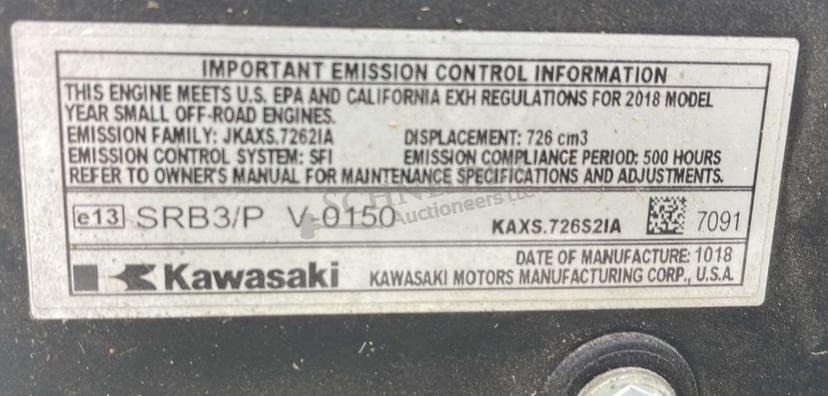 IMPORTANT EMISSION CONTROL INFORMATION
THIS ENGINE MEETS U.S. EPA AND CALIFORNIA EXH REGULATIONS FOR 2018 MODEL
YEAR SMALL OFF-ROAD ENGINES.
EMISSION FAMILY: JKAXS.7262IA DISPLACEMENT: 726 cm3
EMISSION CONTROL SYSTEM: SFI EMISSION COMPLIANCE PERIOD: 500 HOURS
REFER TO OWNER'S MANUAL FOR MAINTENANCE SPECIFICATIONS AND ADJUSTMENTS.
e13 SRB3/P V-0150 KAXS.726S2IA 7091
Auctioneers LLC
DATE OF MANUFACTURE: 1018
Kawasaki KAWASAKI MOTORS MANUFACTURING CORP., U.S.A.